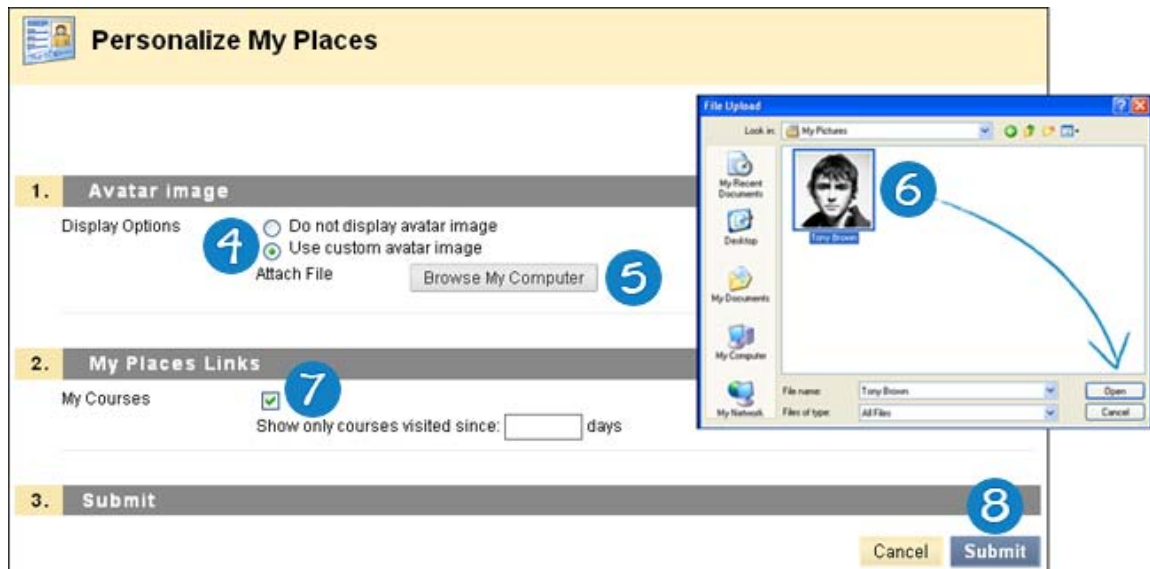 Personalize My Places
1. Avatar image
Display Options
4
Do not display avatar image
Use custom avatar image
Attach File
Browse My Computer
5
2. My Places Links
My Courses
7
Show only courses visited since: days
3. Submit
8
Cancel Submit
File Upload
Look in: My Pictures
My Recent
Documents
Desktop
My Documents
My Computer
My Network
Tony Brown
6
File name: Tony Brown Open
Files of type: All Files Cancel